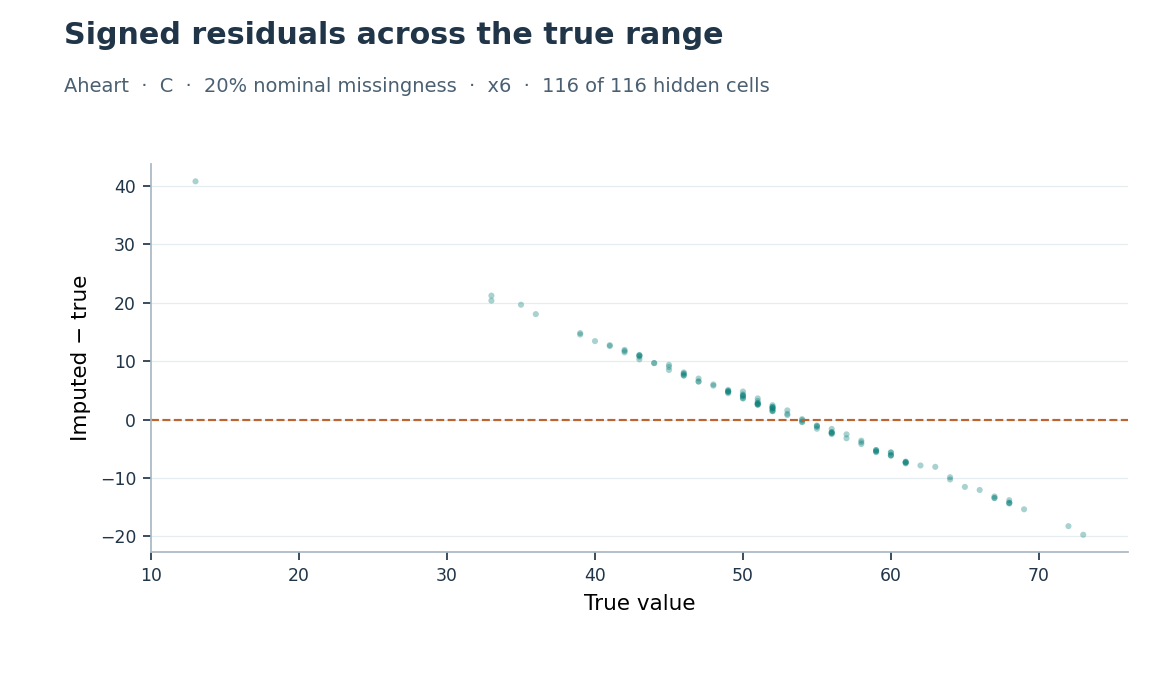 Signed residuals across the true range
Aheart · C · 20% nominal missingness · x6 · 116 of 116 hidden cells
40
30
20
10
0
−10
−20
Imputed − true
10 20 30 40 50 60 70
True value